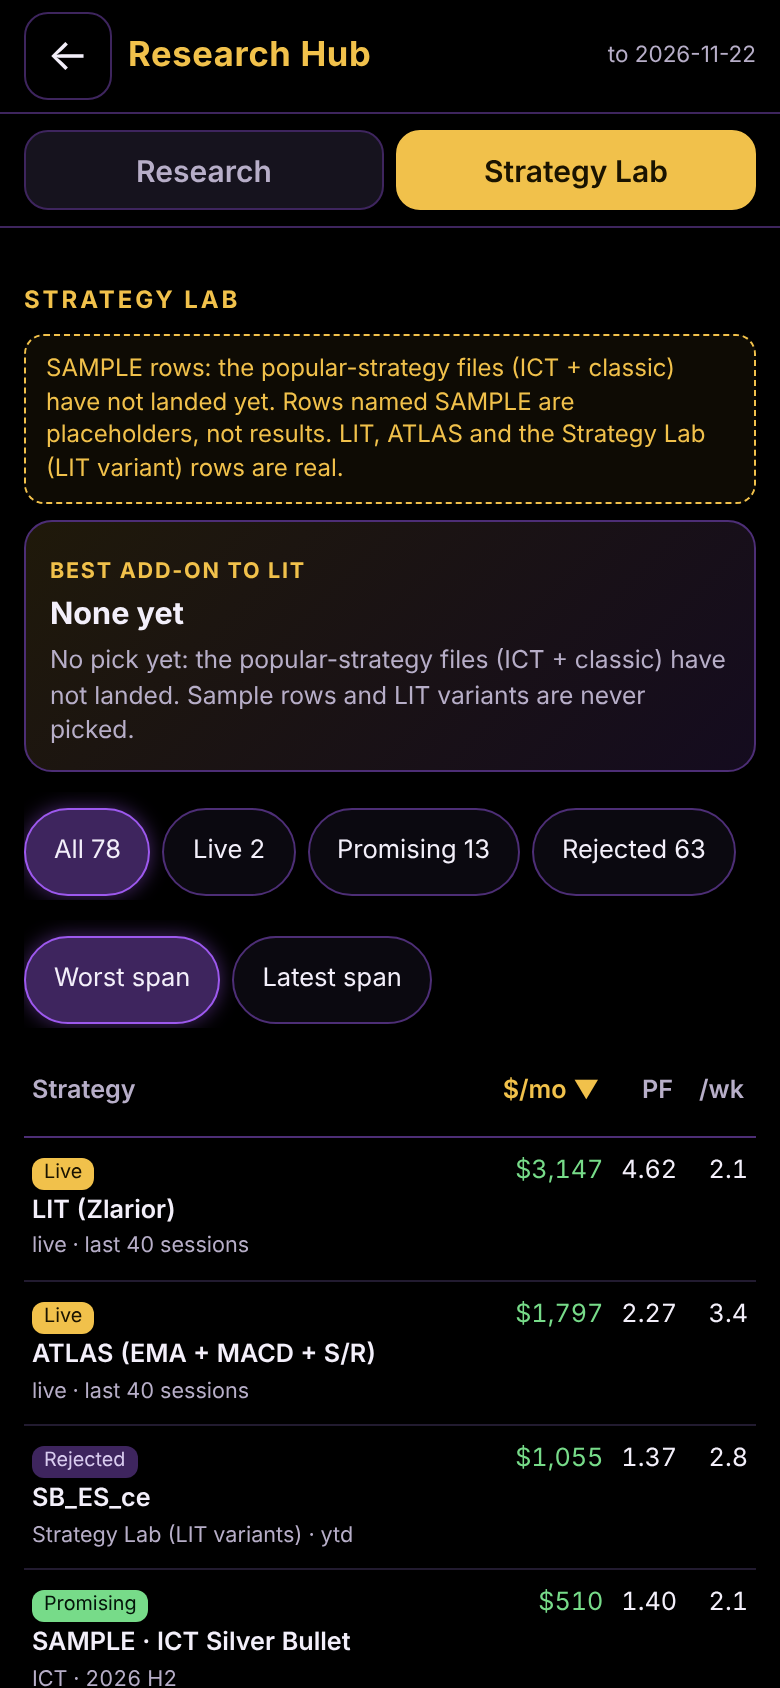 Research Hub
to 2026-11-22
Research
Strategy Lab
STRATEGY LAB
SAMPLE rows: the popular-strategy files (ICT + classic)
have not landed yet. Rows named SAMPLE are
placeholders, not results. LIT, ATLAS and the Strategy Lab
(LIT variant) rows are real.
BEST ADD-ON TO LIT
None yet
No pick yet: the popular-strategy files (ICT + classic) have
not landed. Sample rows and LIT variants are never
picked.
All 78
Live 2
Promising 13
Rejected 63
Worst span
Latest span
Strategy $/mo ▼ PF /wk
Live $3,147 4.62 2.1
LIT (Zlarior)
live · last 40 sessions
Live $1,797 2.27 3.4
ATLAS (EMA + MACD + S/R)
live · last 40 sessions
Rejected $1,055 1.37 2.8
SB_ES_ce
Strategy Lab (LIT variants) · ytd
Promising $510 1.40 2.1
SAMPLE · ICT Silver Bullet
ICT · 2026 H2